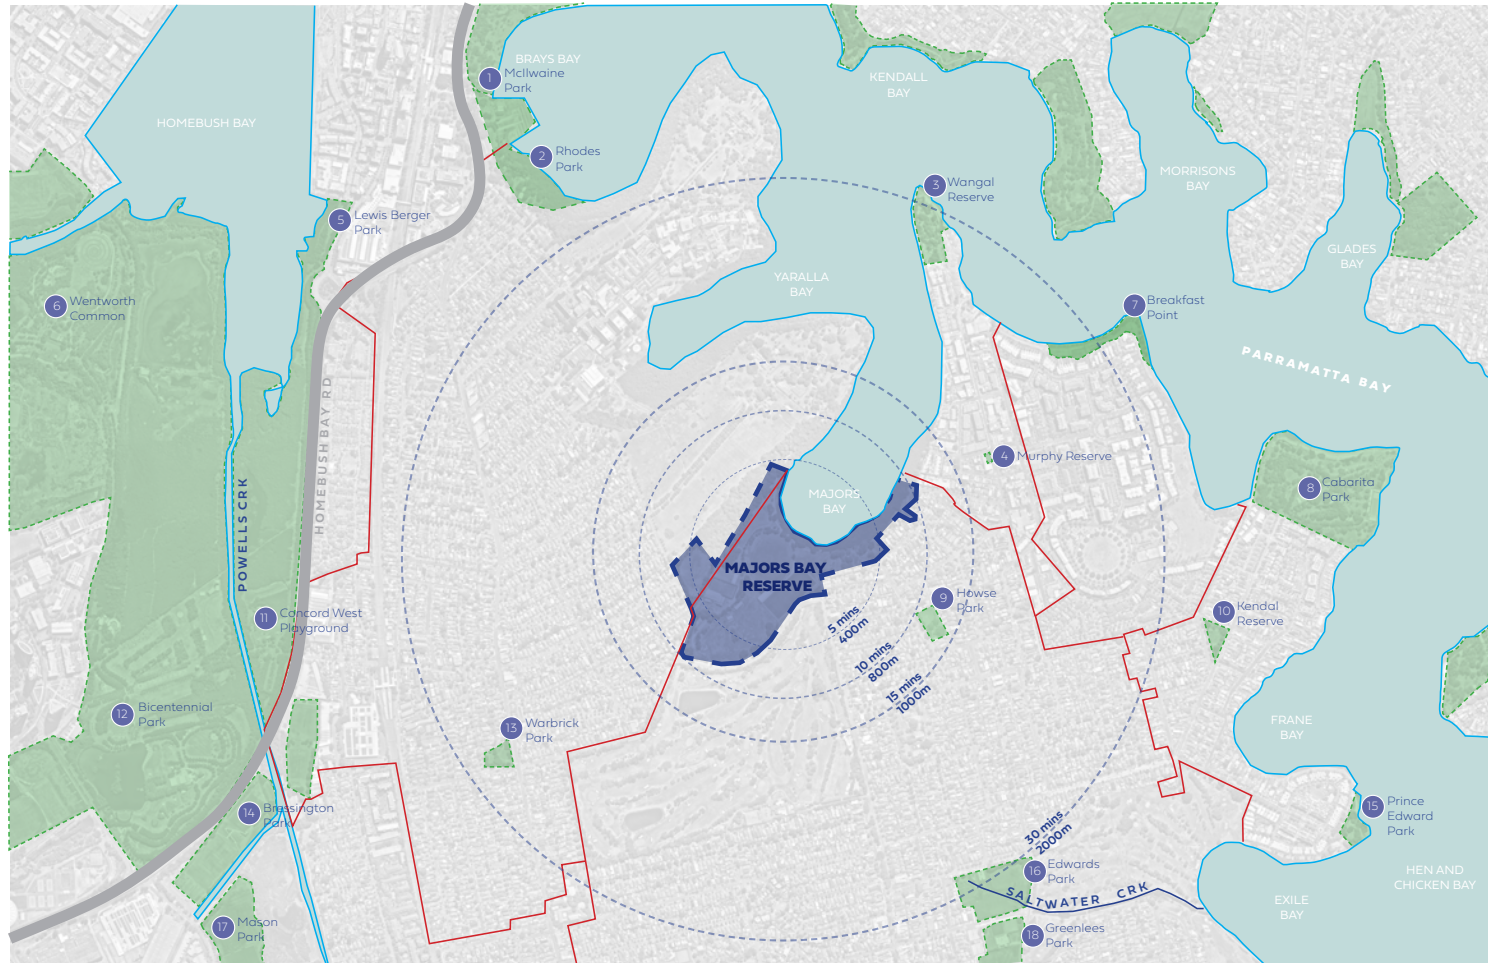 BRAYS BAY
1
McIlwaine
Park
KENDALL
BAY
HOMEBUSH BAY
2
Rhodes
Park
MORRISONS
BAY
3
Wangal
Reserve
5
Lewis Berger
Park
GLADES
BAY
YARALLA
BAY
6
Wentworth
Common
7
Breakfast
Point
PARRAMATTA BAY
HOMEBUSH BAY RD
4
Murphy Reserve
POWELLS CRK
MAJORS
BAY
8
Cabarita
Park
MAJORS BAY
RESERVE
9
Howse
Park
10
Kendal
Reserve
11
Concord West
Playground
5 mins
400m
10 mins
800m
15 mins
1000m
12
Bicentennial
Park
13
Warbrick
Park
FRANE
BAY
14
Bressington
Park
15
Prince
Edward
Park
30 mins
2000m
16
Edwards
Park
HEN AND
CHICKEN BAY
SALTWATER CRK
EXILE
BAY
17
Mason
Park
18
Greenlees
Park